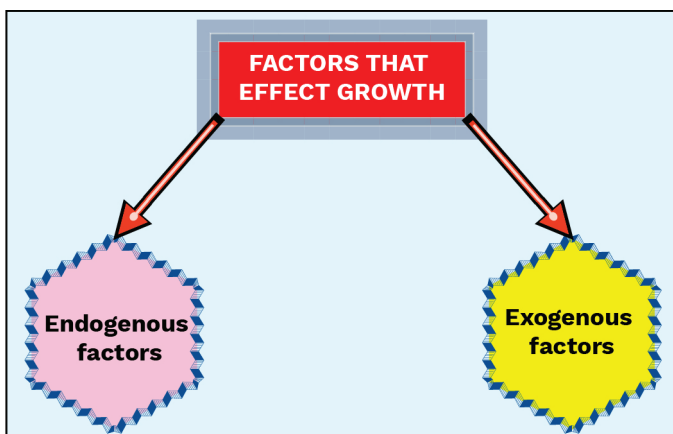 FACTORS THAT
EFFECT GROWTH
Endogenous
factors
Exogenous
factors